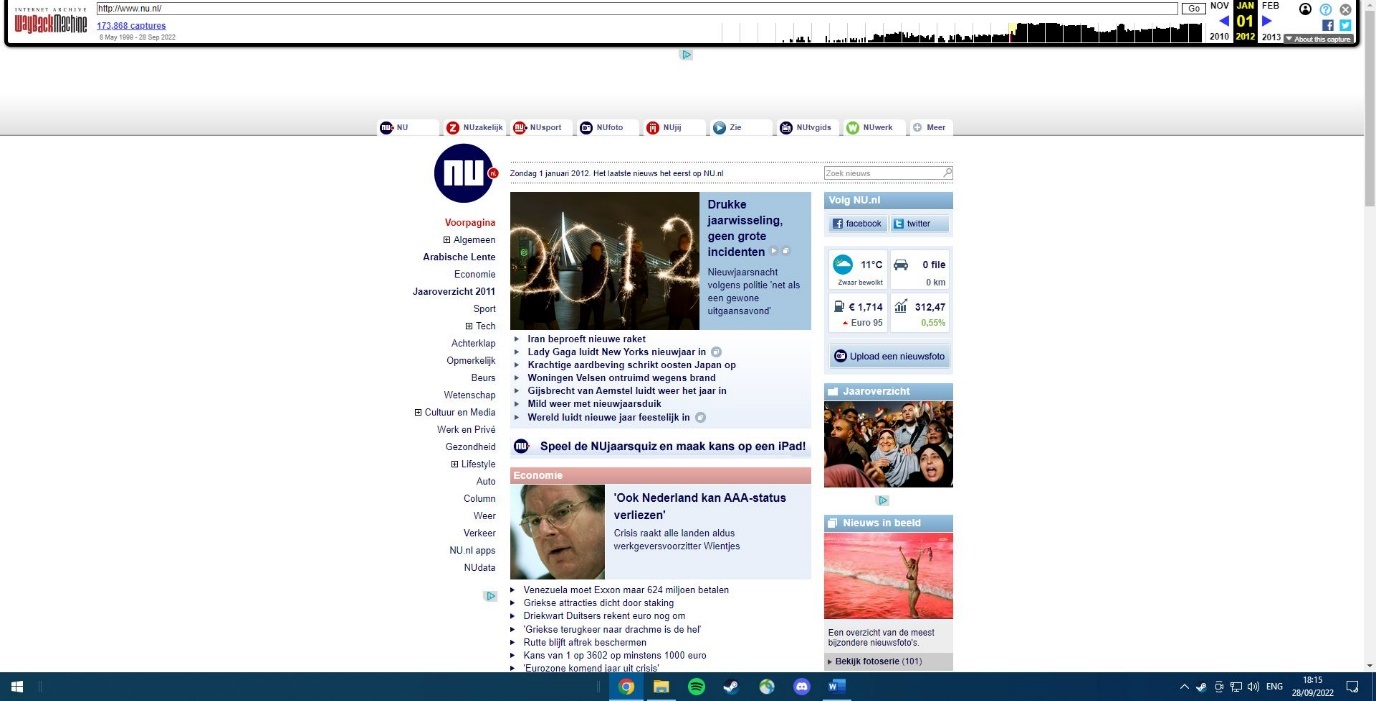 INTERNET ARCHIVE
WayBackMachine
http://www.nu.nl/
Go
NOV JAN FEB
173,868 captures
01
8 May 1999 - 28 Sep 2022
2010 2012 2013
About this capture
NU
NUzakelijk
NUsport
NUfoto
NUjij
Zie
NUtvgids
NUwerk
Meer
nu
nl
Zondag 1 januari 2012. Het laatste nieuws het eerst op NU.nl
Zoek nieuws
Voorpagina
Algemeen
Arabische Lente
Economie
Jaaroverzicht 2011
Sport
Tech
Achterklap
Opmerkelijk
Beurs
Wetenschap
Cultuur en Media
Werk en Privé
Gezondheid
Lifestyle
Auto
Column
Weer
Verkeer
NU.nl apps
NUdata
2012
Drukke
jaarwisseling,
geen grote
incidenten
Nieuwjaarsnacht
volgens politie 'net als
een gewone
uitgaansavond'
Iran beproeft nieuwe raket
Lady Gaga luidt New Yorks nieuwjaar in
Krachtige aardbeving schrikt oosten Japan op
Woningen Velsen ontruimd wegens brand
Gijsbrecht van Aemstel luidt weer het jaar in
Mild weer met nieuwjaarsduik
Wereld luidt nieuwe jaar feestelijk in
nu Speel de NUjaarsquiz en maak kans op een iPad!
Economie
'Ook Nederland kan AAA-status
verliezen'
Crisis raakt alle landen aldus
werkgeversvoorzitter Wientjes
Venezuela moet Exxon maar 624 miljoen betalen
Griekse attracties dicht door staking
Driekwart Duitsers rekent euro nog om
'Griekse terugkeer naar drachme is de hel'
Rutte blijft aftrek beschermen
Kans van 1 op 3602 op minstens 1000 euro
'Eurozone komend jaar uit crisis'
Volg NU.nl
facebook
twitter
11°C
Zwaar bewolkt
0 file
0 km
€ 1,714
Euro 95
312,47
0,55%
Upload een nieuwsfoto
Jaaroverzicht
Nieuws in beeld
Een overzicht van de meest
bijzondere nieuwsfoto's.
Bekijk fotoserie (101)
ENG
18:15
28/09/2022